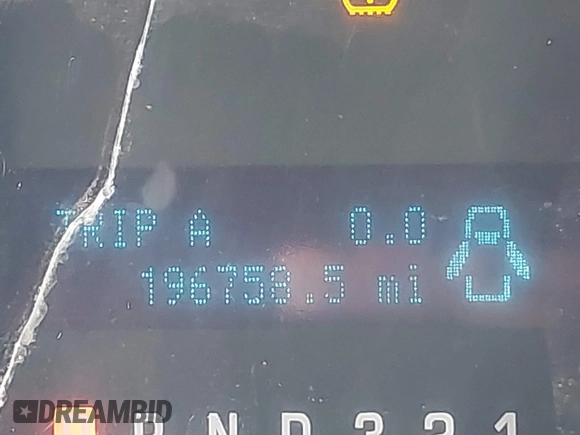 TRIP A 0.0
196758.5 mi
P N D 3 2 1
DREAMBID